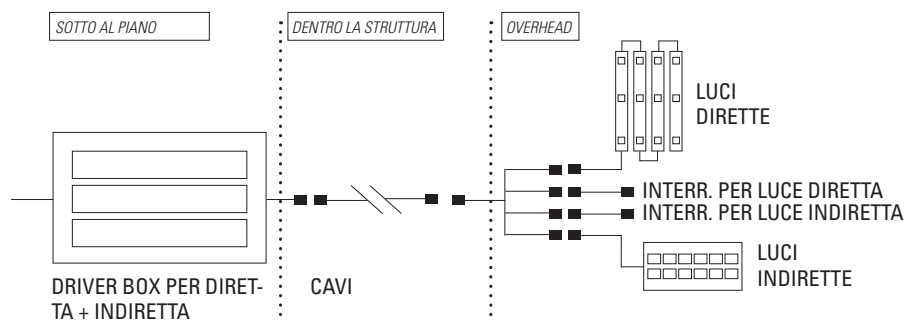 SOTTO AL PIANO
DENTRO LA STRUTTURA
OVERHEAD
LUCI
DIRETTE
INTERR. PER LUCE DIRETTA
INTERR. PER LUCE INDIRETTA
LUCI
INDIRETTE
DRIVER BOX PER DIRET-
TA + INDIRETTA
CAVI